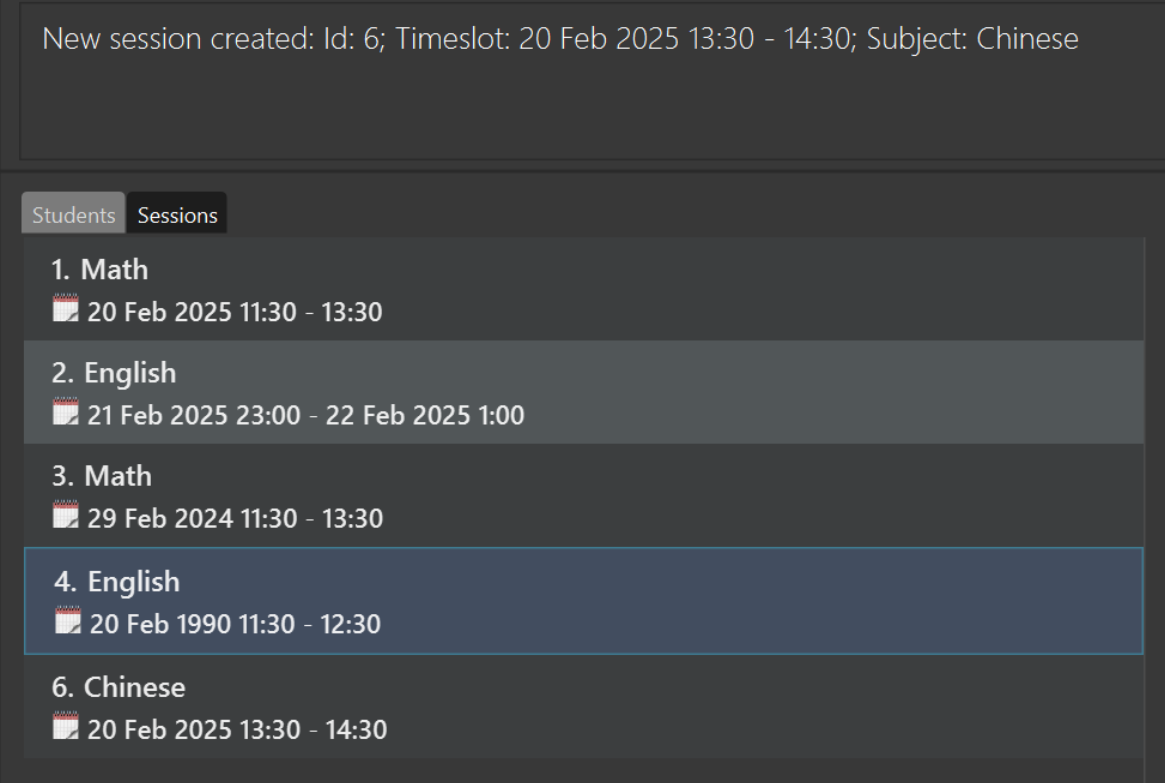 New session created: Id: 6; Timeslot: 20 Feb 2025 13:30 - 14:30; Subject: Chinese
Students
Sessions
1. Math
20 Feb 2025 11:30 - 13:30
2. English
21 Feb 2025 23:00 - 22 Feb 2025 1:00
3. Math
29 Feb 2024 11:30 - 13:30
4. English
20 Feb 1990 11:30 - 12:30
6. Chinese
20 Feb 2025 13:30 - 14:30